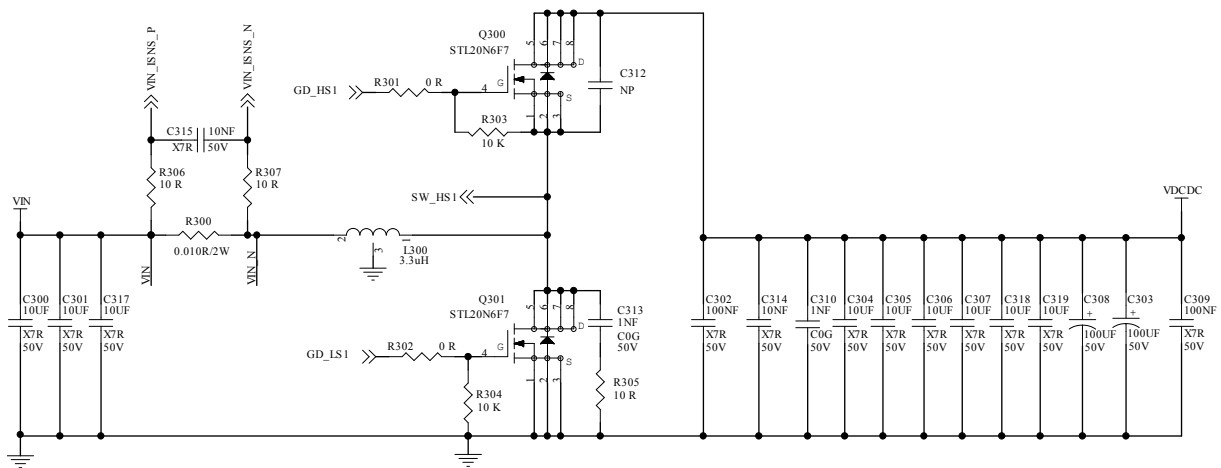 VIN_ISNS_P
VIN_ISNS_N
C315
10NF
X7R
50V
R306
10 R
R307
10 R
VIN
R300
0.010R/2W
VIN
VIN_N
C300
10UF
X7R
50V
C301
10UF
X7R
50V
C317
10UF
X7R
50V
2
3
1
L300
3.3uH
Q300
STL20N6F7
5
6
7
8
D
G
S
4
1
2
3
GD_HS1
R301
0 R
R303
10 K
C312
NP
SW_HS1
Q301
STL20N6F7
5
6
7
8
D
G
S
4
1
2
3
GD_LS1
R302
0 R
R304
10 K
C313
1NF
C0G
50V
R305
10 R
VDCDC
C302
100NF
X7R
50V
C314
10NF
X7R
50V
C310
1NF
C0G
50V
C304
10UF
X7R
50V
C305
10UF
X7R
50V
C306
10UF
X7R
50V
C307
10UF
X7R
50V
C318
10UF
X7R
50V
C319
10UF
X7R
50V
C308
+
100UF
50V
C303
+
100UF
50V
C309
100NF
X7R
50V